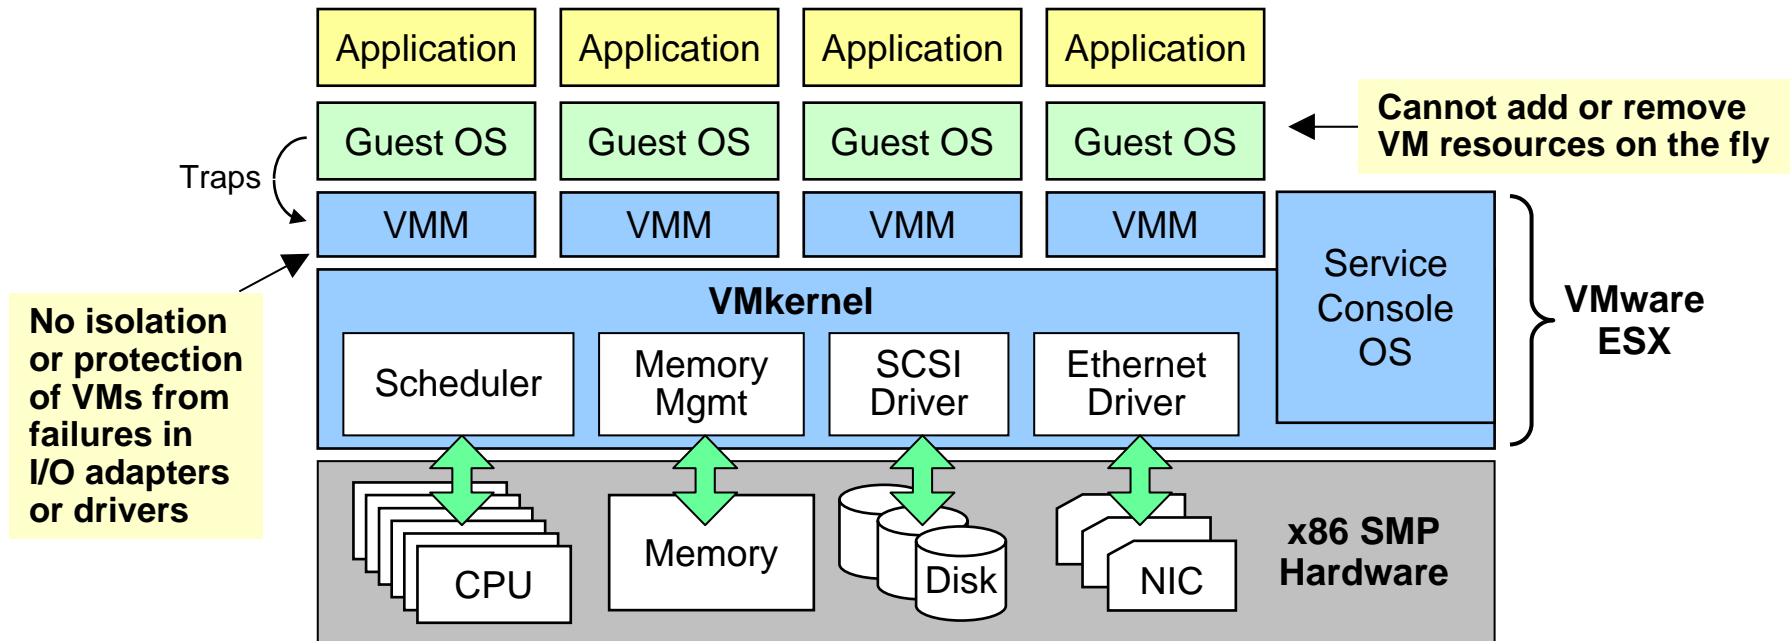 Application
Application
Application
Application
Guest OS
Guest OS
Guest OS
Guest OS
Cannot add or remove
VM resources on the fly
Traps
VMM
VMM
VMM
VMM
Service
Console
OS
VMware
ESX
No isolation
or protection
of VMs from
failures in
I/O adapters
or drivers
VMkernel
Scheduler
Memory
Mgmt
SCSI
Driver
Ethernet
Driver
CPU
Memory
Disk
NIC
x86 SMP
Hardware